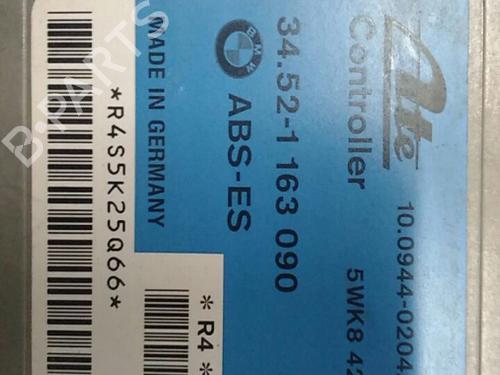 Ate
Controller
10.0944-0204
5WK8 42
BMW
34.52-1 163 090
ABS-ES
MADE IN GERMANY
*R4S5K25Q66*
*R4
B-PARTS